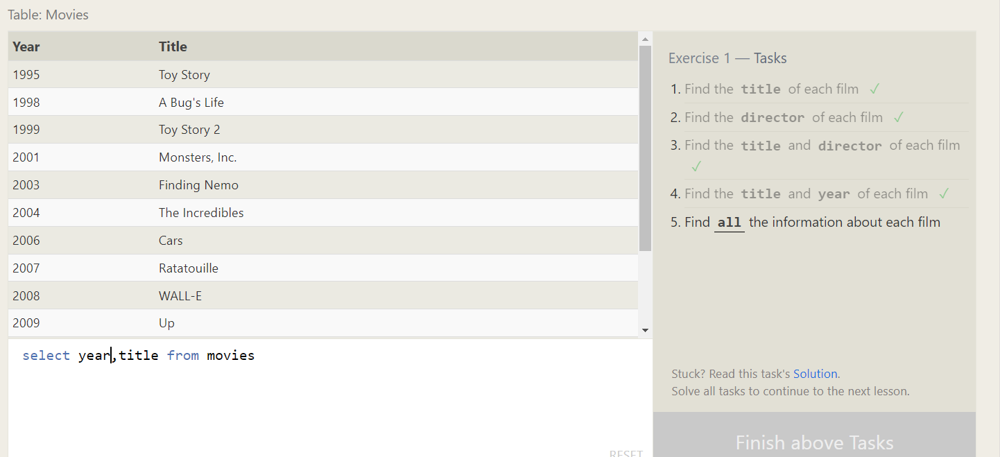 Table: Movies
Year Title
1995 Toy Story
1998 A Bug's Life
1999 Toy Story 2
2001 Monsters, Inc.
2003 Finding Nemo
2004 The Incredibles
2006 Cars
2007 Ratatouille
2008 WALL-E
2009 Up
select year,title from movies
RESET
Exercise 1 — Tasks
1. Find the title of each film ✓
2. Find the director of each film ✓
3. Find the title and director of each film
✓
4. Find the title and year of each film ✓
5. Find all the information about each film
Stuck? Read this task's Solution.
Solve all tasks to continue to the next lesson.
Finish above Tasks